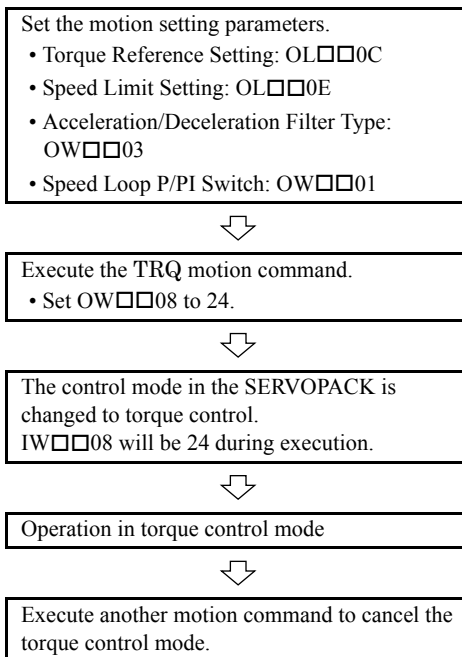 Set the motion setting parameters.
• Torque Reference Setting: OL□□0C
• Speed Limit Setting: OL□□0E
• Acceleration/Deceleration Filter Type:
OW□□03
• Speed Loop P/PI Switch: OW□□01
Execute the TRQ motion command.
• Set OW□□08 to 24.
The control mode in the SERVOPACK is
changed to torque control.
IW□□08 will be 24 during execution.
Operation in torque control mode
Execute another motion command to cancel the
torque control mode.